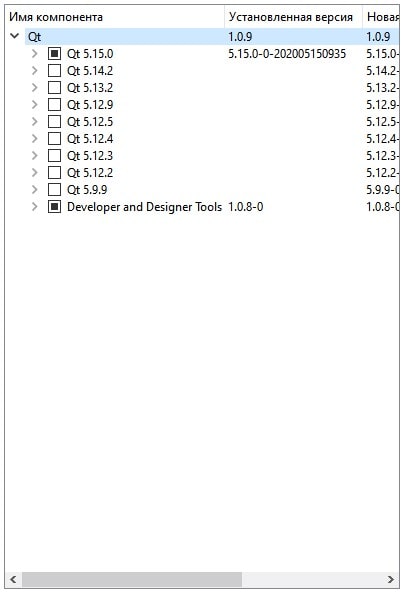 Имя компонента Установленная версия Новая
Qt 1.0.9 1.0.9
Qt 5.15.0 5.15.0-0-202005150935 5.15.0-
Qt 5.14.2 5.14.2-
Qt 5.13.2 5.13.2-
Qt 5.12.9 5.12.9-
Qt 5.12.5 5.12.5-
Qt 5.12.4 5.12.4-
Qt 5.12.3 5.12.3-
Qt 5.12.2 5.12.2-
Qt 5.9.9 5.9.9-0
Developer and Designer Tools 1.0.8-0 1.0.8-0